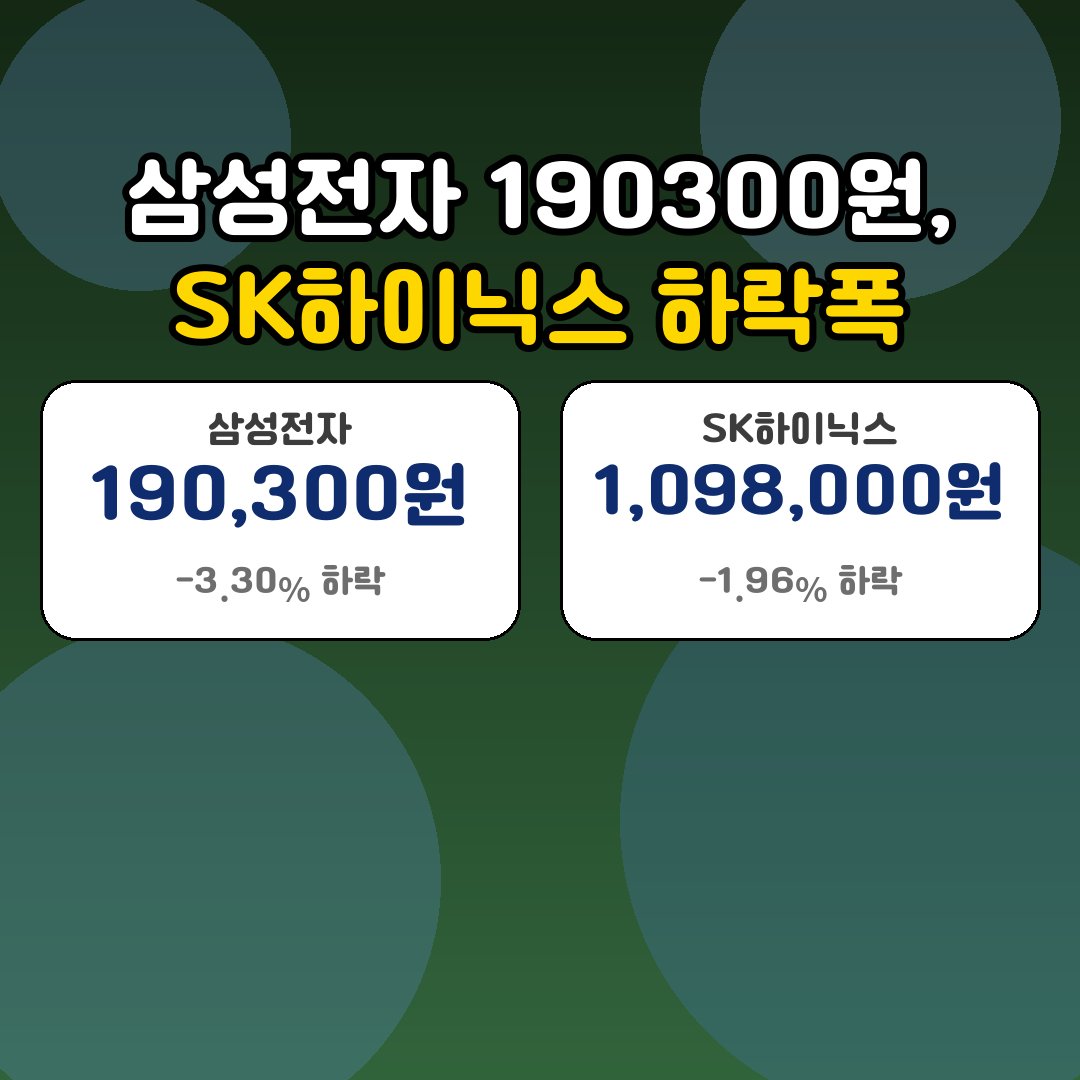 삼성전자 190300원,
SK하이닉스 하락폭
삼성전자
190,300원
-3.30% 하락
SK하이닉스
1,098,000원
-1.96% 하락